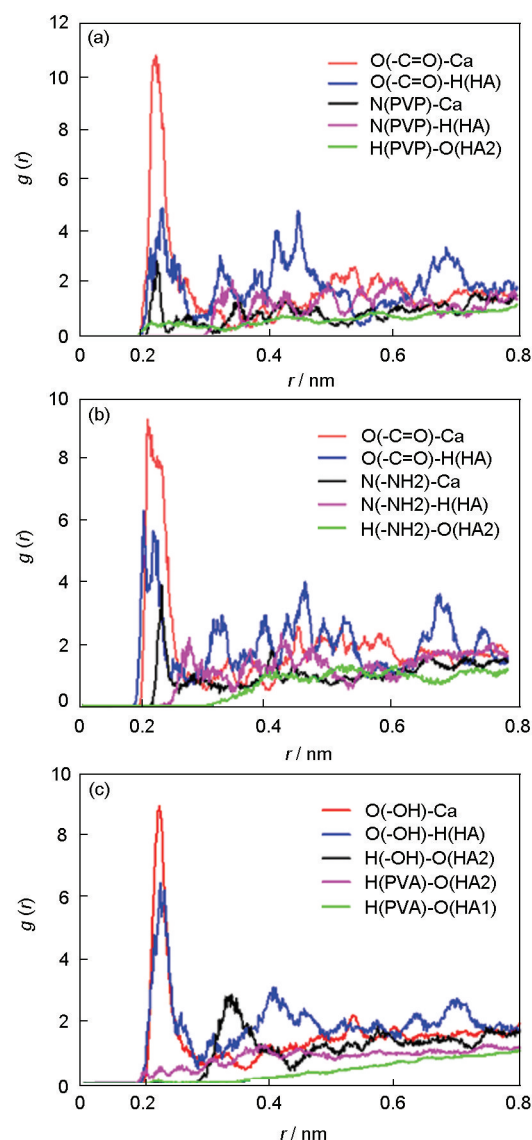 (a)
12
10
8
6
4
2
0
g (r)
O(-C=O)-Ca
O(-C=O)-H(HA)
N(PVP)-Ca
N(PVP)-H(HA)
H(PVP)-O(HA2)
0 0.2 0.4 0.6 0.8
r / nm
(b)
10
8
6
4
2
0
g (r)
O(-C=O)-Ca
O(-C=O)-H(HA)
N(-NH2)-Ca
N(-NH2)-H(HA)
H(-NH2)-O(HA2)
0 0.2 0.4 0.6 0.8
r / nm
(c)
10
8
6
4
2
0
g (r)
O(-OH)-Ca
O(-OH)-H(HA)
H(-OH)-O(HA2)
H(PVA)-O(HA2)
H(PVA)-O(HA1)
0 0.2 0.4 0.6 0.8
r / nm